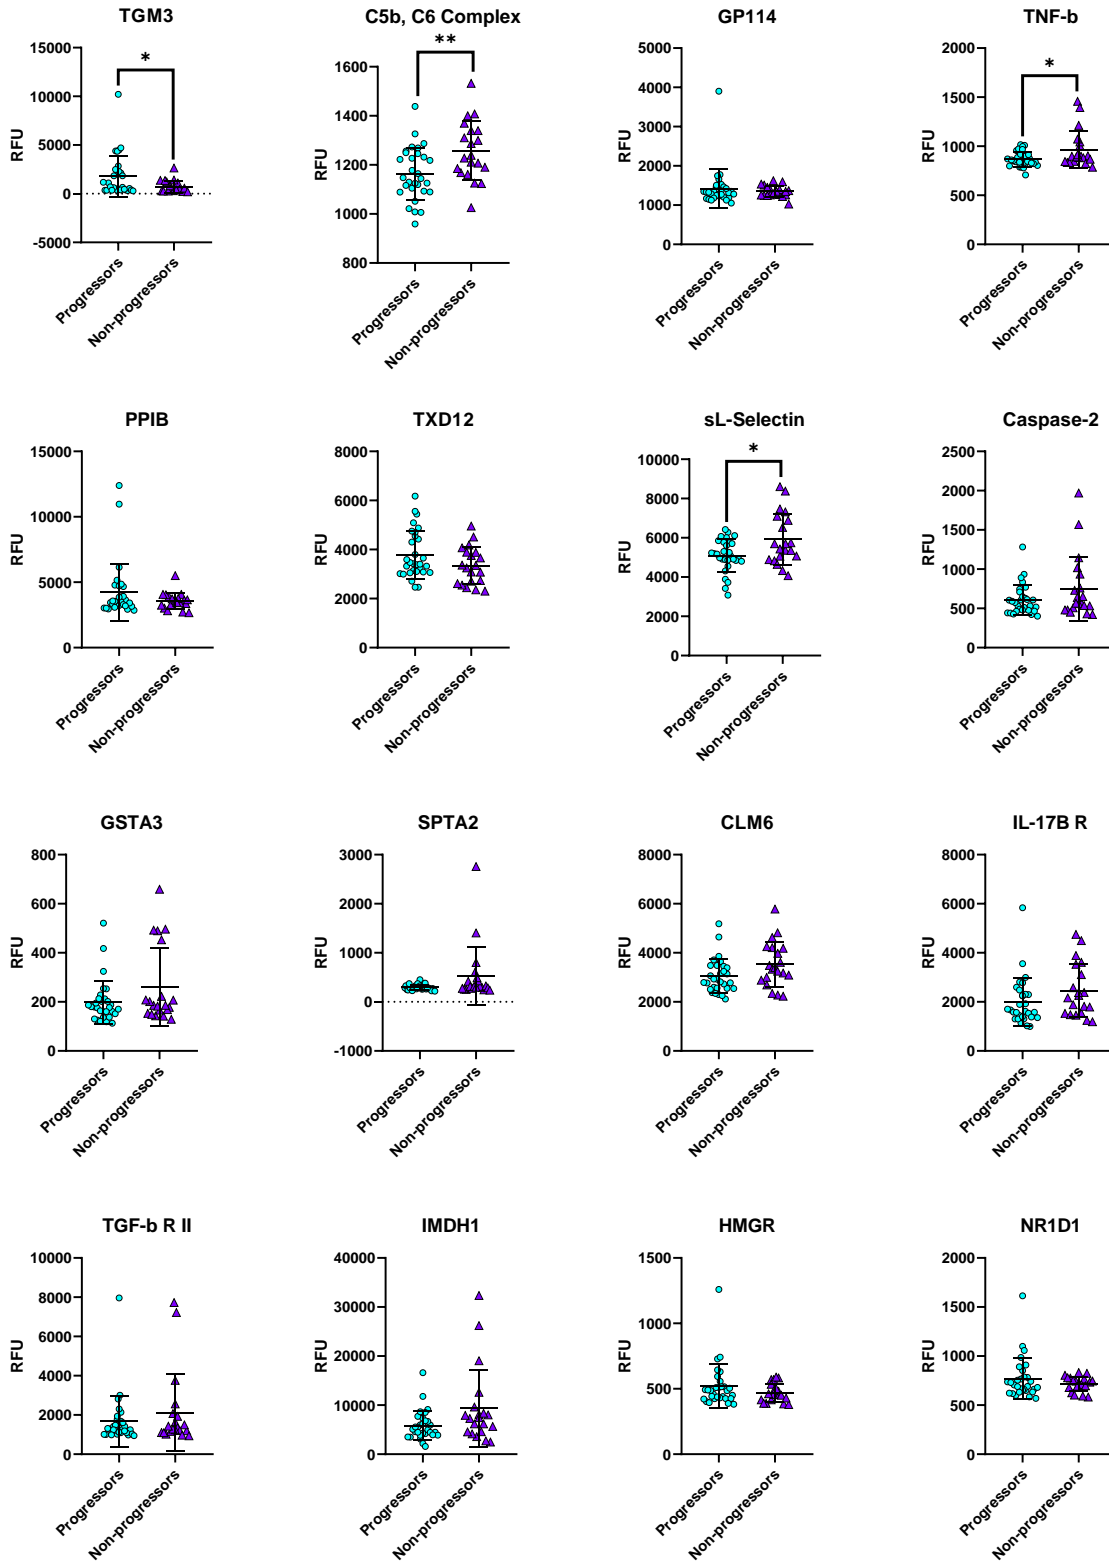 TGM3
C5b, C6 Complex
GP114
TNF-b
RFU
15000
10000
5000
0
-5000
*
Progressors
Non-progressors
RFU
1600
1400
1200
1000
800
**
Progressors
Non-progressors
RFU
5000
4000
3000
2000
1000
0
Progressors
Non-progressors
RFU
2000
1500
1000
500
0
*
Progressors
Non-progressors
PPIB
TXD12
sL-Selectin
Caspase-2
RFU
15000
10000
5000
0
Progressors
Non-progressors
RFU
8000
6000
4000
2000
0
Progressors
Non-progressors
RFU
10000
8000
6000
4000
2000
0
*
Progressors
Non-progressors
RFU
2500
2000
1500
1000
500
0
Progressors
Non-progressors
GSTA3
SPTA2
CLM6
IL-17B R
RFU
800
600
400
200
0
Progressors
Non-progressors
RFU
3000
2000
1000
0
-1000
Progressors
Non-progressors
RFU
8000
6000
4000
2000
0
Progressors
Non-progressors
RFU
8000
6000
4000
2000
0
Progressors
Non-progressors
TGF-b R II
IMDH1
HMGR
NR1D1
RFU
10000
8000
6000
4000
2000
0
Progressors
Non-progressors
RFU
40000
30000
20000
10000
0
Progressors
Non-progressors
RFU
1500
1000
500
0
Progressors
Non-progressors
RFU
2000
1500
1000
500
0
Progressors
Non-progressors